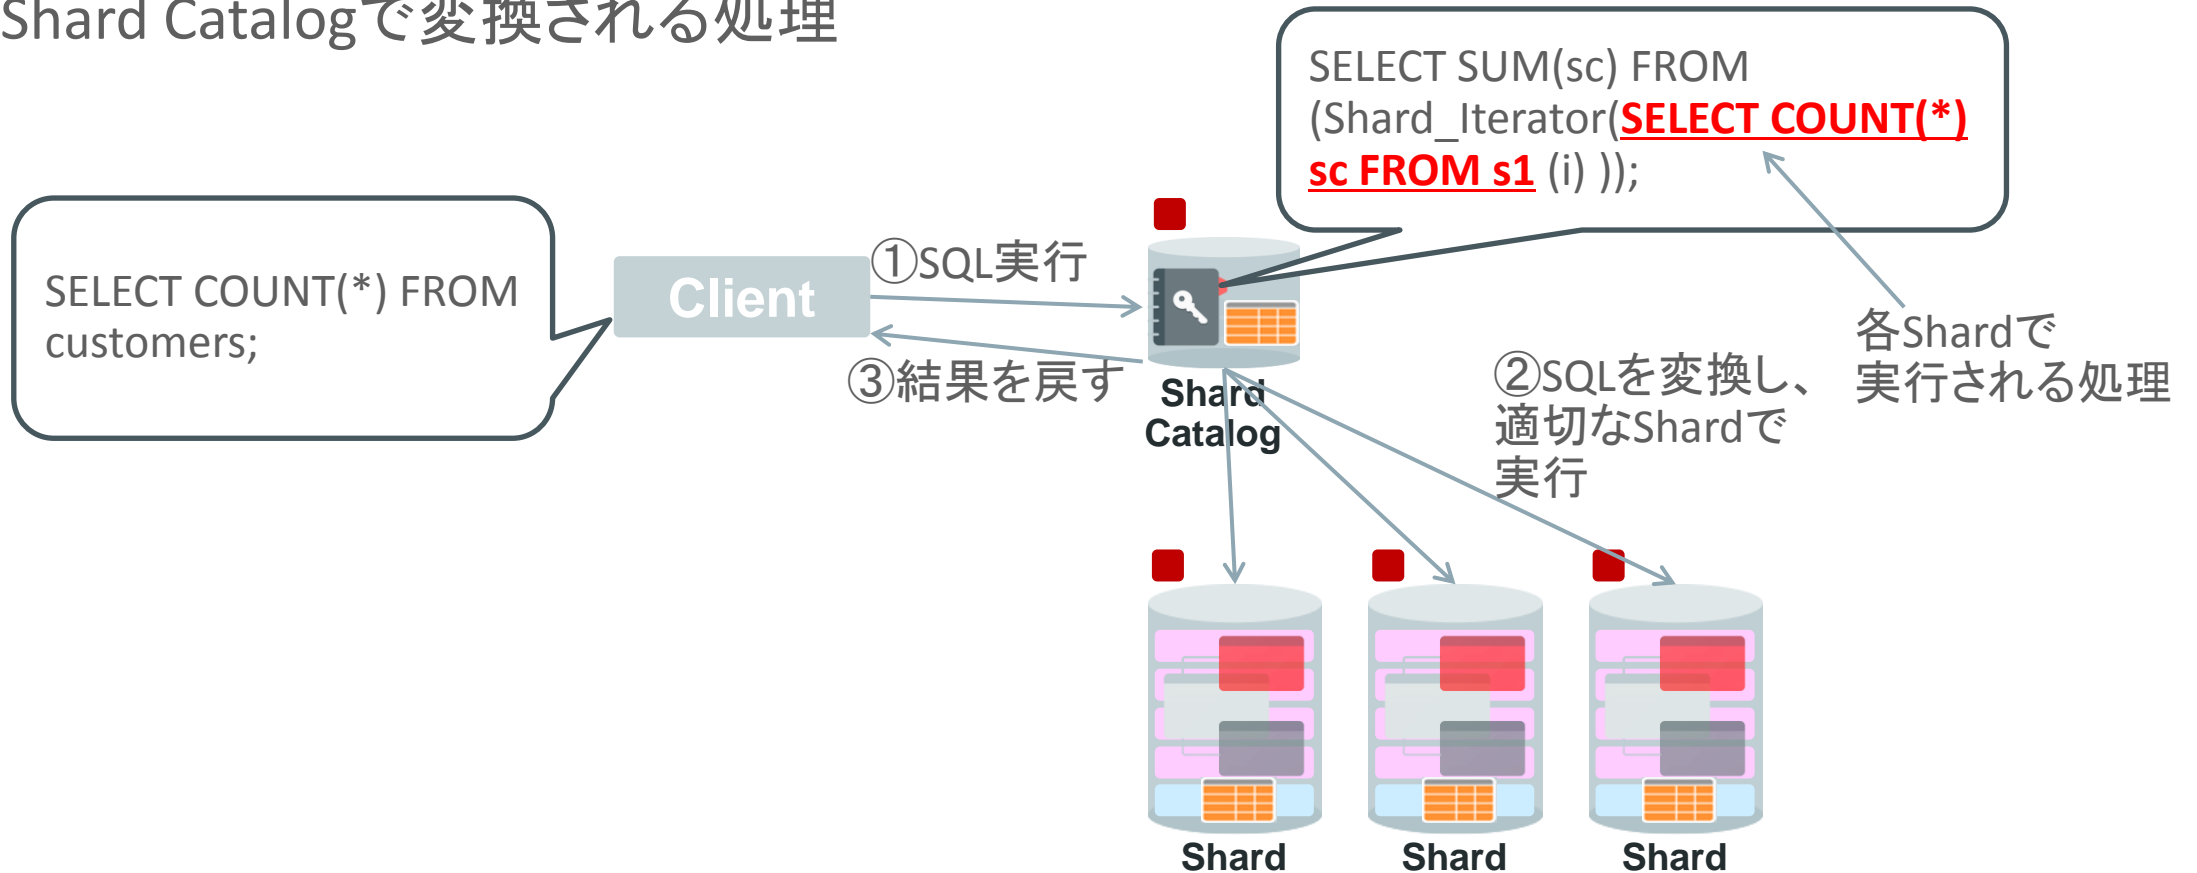 Shard Catalogで変換される処理
SELECT SUM(sc) FROM
(Shard_Iterator(SELECT COUNT(*)
sc FROM s1 (i) ));
SELECT COUNT(*) FROM
customers;
Client
①SQL実行
③結果を戻す
Shard
Catalog
②SQLを変換し、
適切なShardで
実行
各Shardで
実行される処理
Shard
Shard
Shard